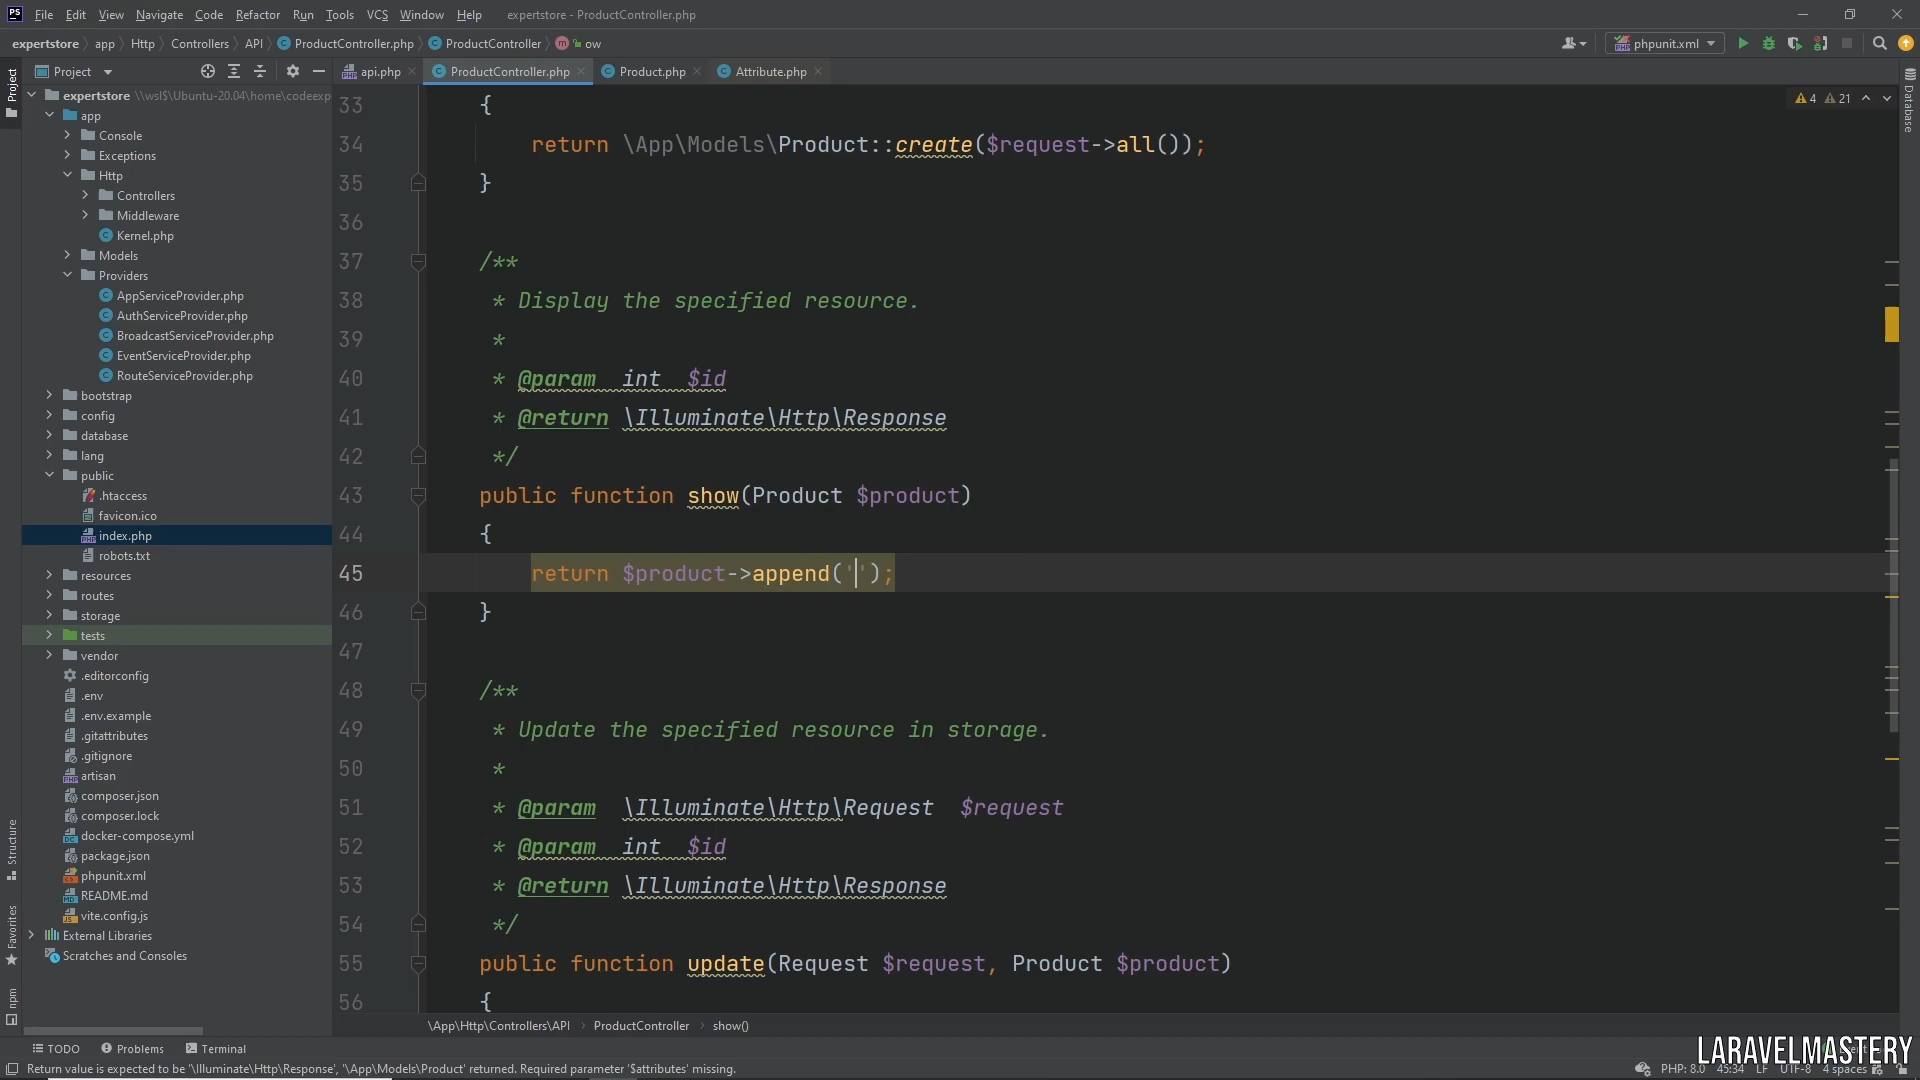 PS File Edit View Navigate Code Refactor Run Tools VCS Window Help expertstore - ProductController.php
expertstore app Http Controllers API ProductController.php ProductController m ow phpunit.xml
Project api.php ProductController.php Product.php Attribute.php
Project
Database
4 21
expertstore \\wsl$\Ubuntu-20.04\home\codeexp
app
Console
Exceptions
Http
Controllers
Middleware
Kernel.php
Models
Providers
AppServiceProvider.php
AuthServiceProvider.php
BroadcastServiceProvider.php
EventServiceProvider.php
RouteServiceProvider.php
bootstrap
config
database
lang
public
.htaccess
favicon.ico
index.php
robots.txt
resources
routes
storage
tests
vendor
.editorconfig
.env
.env.example
.gitattributes
.gitignore
artisan
composer.json
composer.lock
docker-compose.yml
package.json
phpunit.xml
README.md
vite.config.js
External Libraries
Scratches and Consoles
Structure
Favorites
npm
33 {
34 return \App\Models\Product::create($request->all());
35 }
36
37 /**
38 * Display the specified resource.
39 *
40 * @param  int  $id
41 * @return \Illuminate\Http\Response
42 */
43 public function show(Product $product)
44 {
45 return $product->append('');
46 }
47
48 /**
49 * Update the specified resource in storage.
50 *
51 * @param  \Illuminate\Http\Request  $request
52 * @param  int  $id
53 * @return \Illuminate\Http\Response
54 */
55 public function update(Request $request, Product $product)
56 {
\App\Http\Controllers\API ProductController show()
TODO Problems Terminal
LARAVELMASTERY
Return value is expected to be '\Illuminate\Http\Response', '\App\Models\Product' returned. Required parameter '$attributes' missing. PHP: 8.0 45:34 LF UTF-8 4 spaces